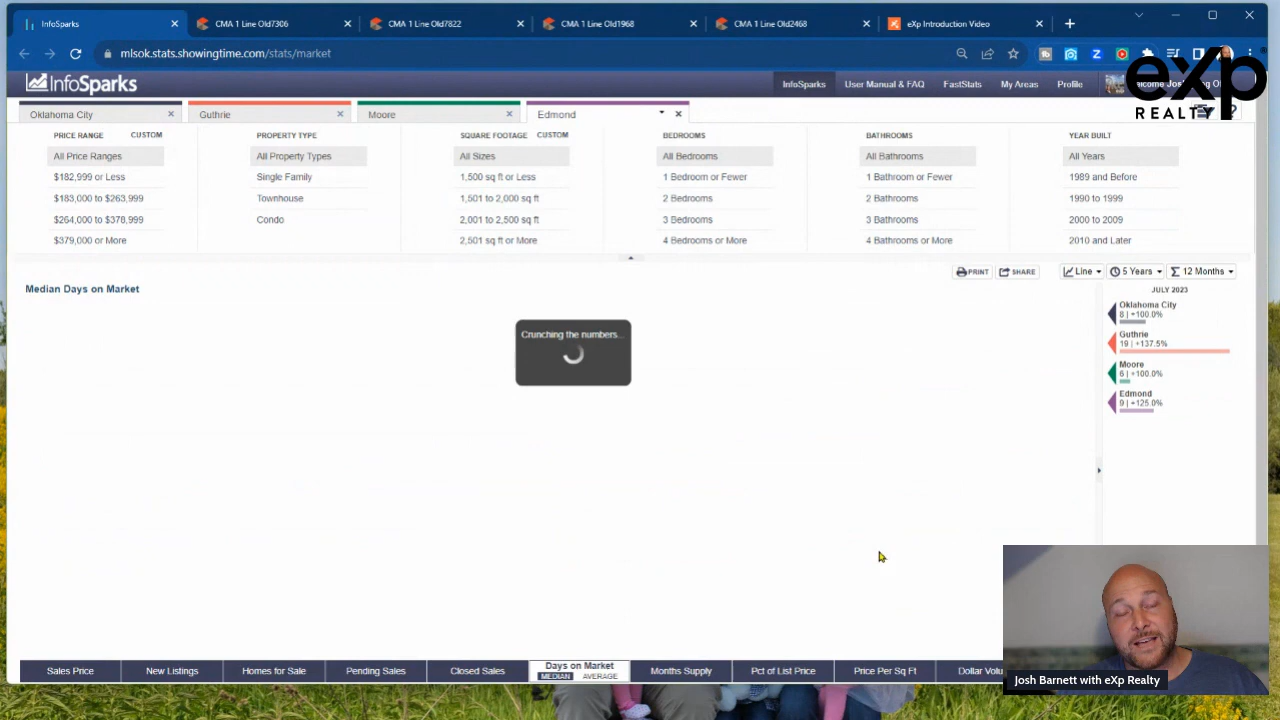 InfoSparks
CMA 1 Line Old7306
CMA 1 Line Old7822
CMA 1 Line Old1968
CMA 1 Line Old2468
eXp Introduction Video
mlsok.stats.showingtime.com/stats/market
InfoSparks
InfoSparks
User Manual & FAQ
FastStats
My Areas
Profile
eXp
REALTY
Oklahoma City
Guthrie
Moore
Edmond
PRICE RANGE
CUSTOM
PROPERTY TYPE
SQUARE FOOTAGE
CUSTOM
BEDROOMS
BATHROOMS
YEAR BUILT
All Price Ranges
All Property Types
All Sizes
All Bedrooms
All Bathrooms
All Years
$182,999 or Less
Single Family
1,500 sq ft or Less
1 Bedroom or Fewer
1 Bathroom or Fewer
1989 and Before
$183,000 to $263,999
Townhouse
1,501 to 2,000 sq ft
2 Bedrooms
2 Bathrooms
1990 to 1999
$264,000 to $378,999
Condo
2,001 to 2,500 sq ft
3 Bedrooms
3 Bathrooms
2000 to 2009
$379,000 or More
2,501 sq ft or More
4 Bedrooms or More
4 Bathrooms or More
2010 and Later
PRINT
SHARE
Line
5 Years
12 Months
Median Days on Market
JULY 2023
Oklahoma City
8 | +100.0%
Guthrie
19 | +137.5%
Moore
6 | +100.0%
Edmond
9 | +125.0%
Crunching the numbers...
Sales Price
New Listings
Homes for Sale
Pending Sales
Closed Sales
Days on Market
MEDIAN
AVERAGE
Months Supply
Pct of List Price
Price Per Sq Ft
Dollar Volu
Josh Barnett with eXp Realty